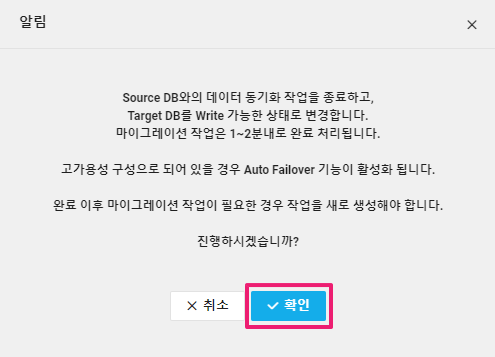 알림
Source DB와의 데이터 동기화 작업을 종료하고,
Target DB를 Write 가능한 상태로 변경합니다.
마이그레이션 작업은 1~2분내로 완료 처리됩니다.
고가용성 구성으로 되어 있을 경우 Auto Failover 기능이 활성화 됩니다.
완료 이후 마이그레이션 작업이 필요한 경우 작업을 새로 생성해야 합니다.
진행하시겠습니까?
취소
확인